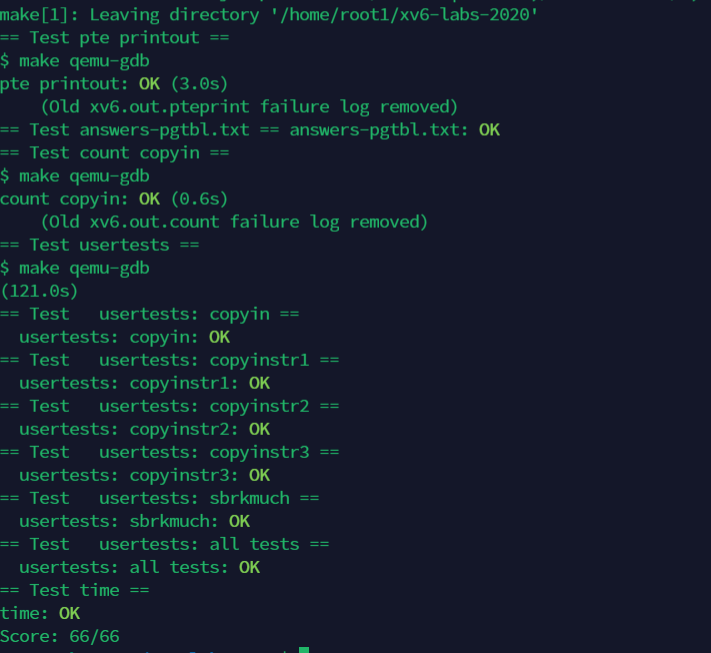 make[1]: Leaving directory '/home/root1/xv6-labs-2020'
== Test pte printout ==
$ make qemu-gdb
pte printout: OK (3.0s)
    (Old xv6.out.pteprint failure log removed)
== Test answers-pgtbl.txt == answers-pgtbl.txt: OK
== Test count copyin ==
$ make qemu-gdb
count copyin: OK (0.6s)
    (Old xv6.out.count failure log removed)
== Test usertests ==
$ make qemu-gdb
(121.0s)
== Test   usertests: copyin ==
  usertests: copyin: OK
== Test   usertests: copyinstr1 ==
  usertests: copyinstr1: OK
== Test   usertests: copyinstr2 ==
  usertests: copyinstr2: OK
== Test   usertests: copyinstr3 ==
  usertests: copyinstr3: OK
== Test   usertests: sbrkmuch ==
  usertests: sbrkmuch: OK
== Test   usertests: all tests ==
  usertests: all tests: OK
== Test time ==
time: OK
Score: 66/66